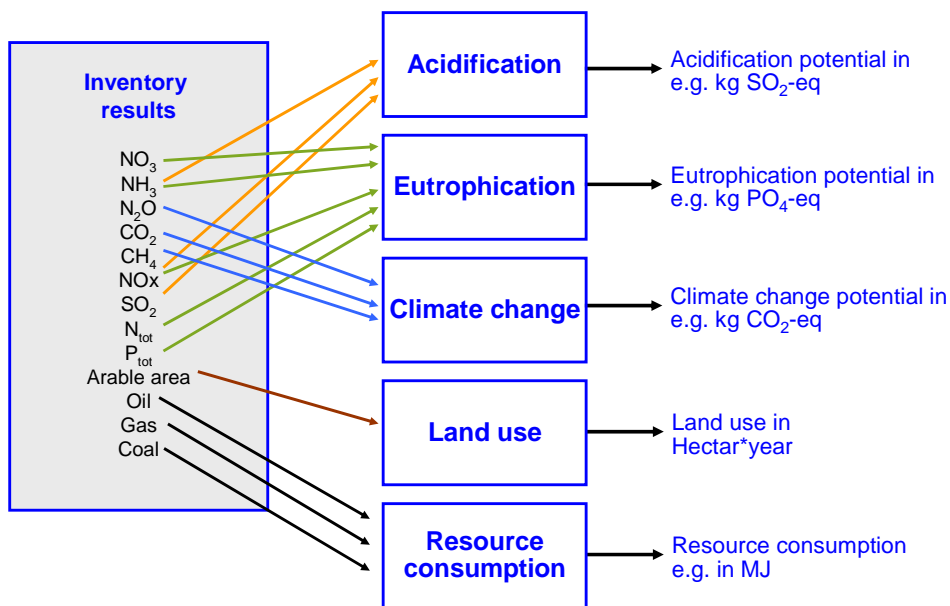 Inventory
results
NO₃
NH₃
N₂O
CO₂
CH₄
NOx
SO₂
Nₜₒₜ
Pₜₒₜ
Arable area
Oil
Gas
Coal
Acidification
Eutrophication
Climate change
Land use
Resource
consumption
Acidification potential in
e.g. kg SO₂-eq
Eutrophication potential in
e.g. kg PO₄-eq
Climate change potential in
e.g. kg CO₂-eq
Land use in
Hectar*year
Resource consumption
e.g. in MJ